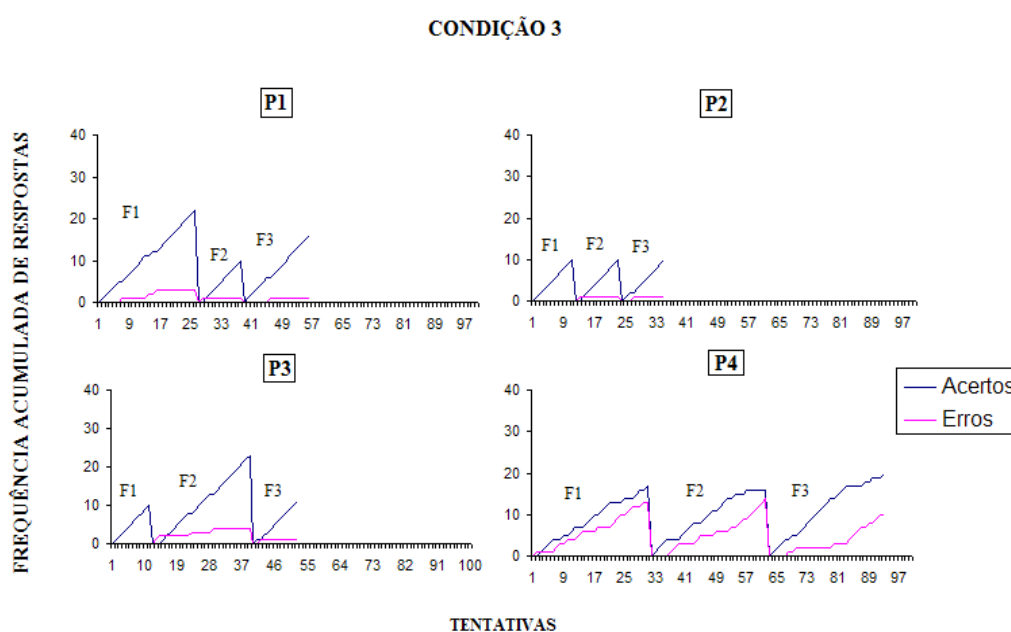 CONDIÇÃO 3
FREQUÊNCIA ACUMULADA DE RESPOSTAS
P1
40
30
20
10
0
F1
F2
F3
1 9 17 25 33 41 49 57 65 73 81 89 97
P2
40
30
20
10
0
F1
F2
F3
1 9 17 25 33 41 49 57 65 73 81 89 97
P3
40
30
20
10
0
F1
F2
F3
1 10 19 28 37 46 55 64 73 82 91 100
P4
40
30
20
10
0
F1
F2
F3
1 9 17 25 33 41 49 57 65 73 81 89 97
Acertos
Erros
TENTATIVAS